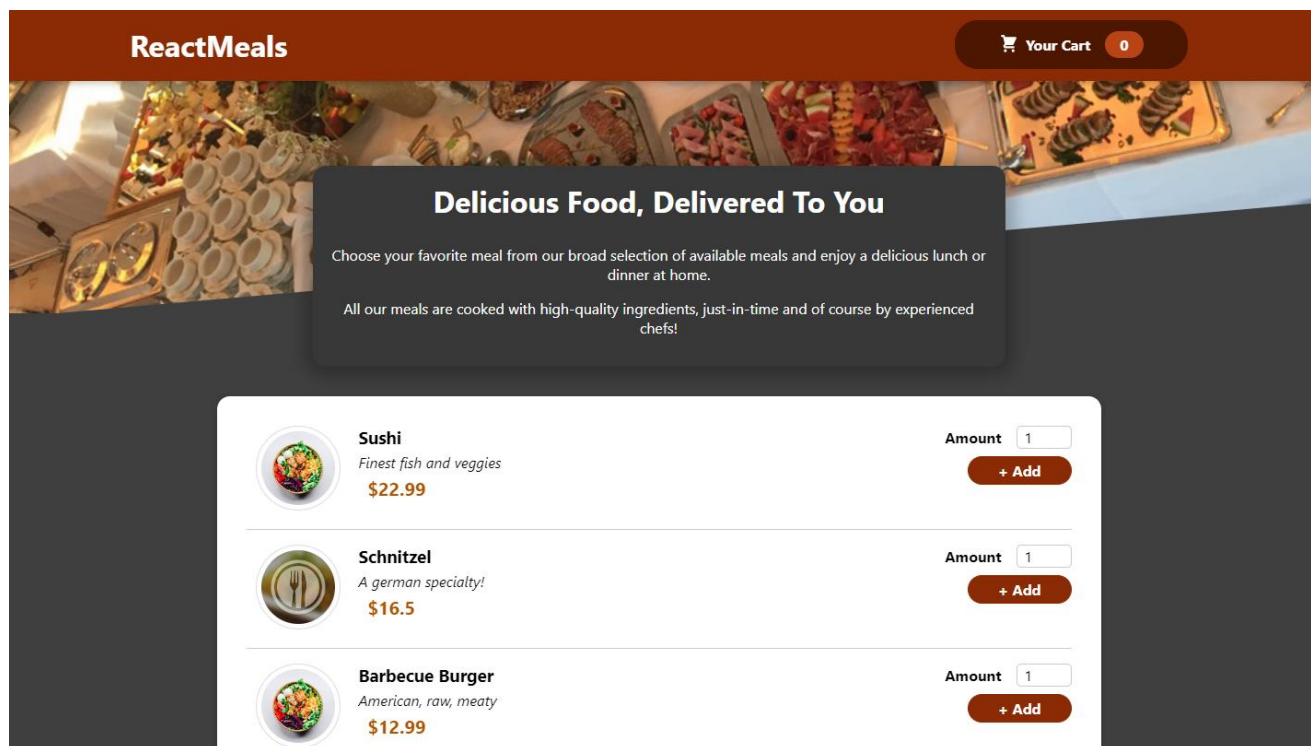 ReactMeals
Your Cart 0
Delicious Food, Delivered To You
Choose your favorite meal from our broad selection of available meals and enjoy a delicious lunch or
dinner at home.
All our meals are cooked with high-quality ingredients, just-in-time and of course by experienced
chefs!
Sushi
Finest fish and veggies
$22.99
Amount 1
+ Add
Schnitzel
A german specialty!
$16.5
Amount 1
+ Add
Barbecue Burger
American, raw, meaty
$12.99
Amount 1
+ Add